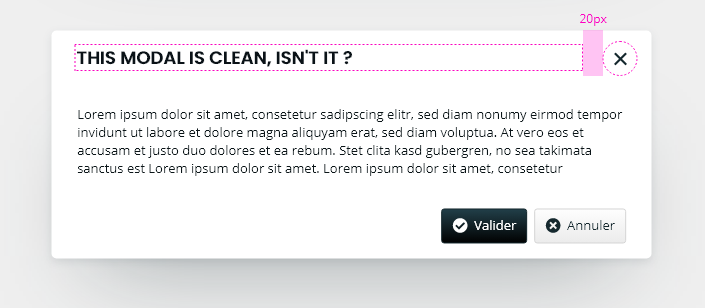 20px
THIS MODAL IS CLEAN, ISN'T IT ?
Lorem ipsum dolor sit amet, consetetur sadipscing elitr, sed diam nonumy eirmod tempor
invidunt ut labore et dolore magna aliquyam erat, sed diam voluptua. At vero eos et
accusam et justo duo dolores et ea rebum. Stet clita kasd gubergren, no sea takimata
sanctus est Lorem ipsum dolor sit amet. Lorem ipsum dolor sit amet, consetetur
Valider
Annuler